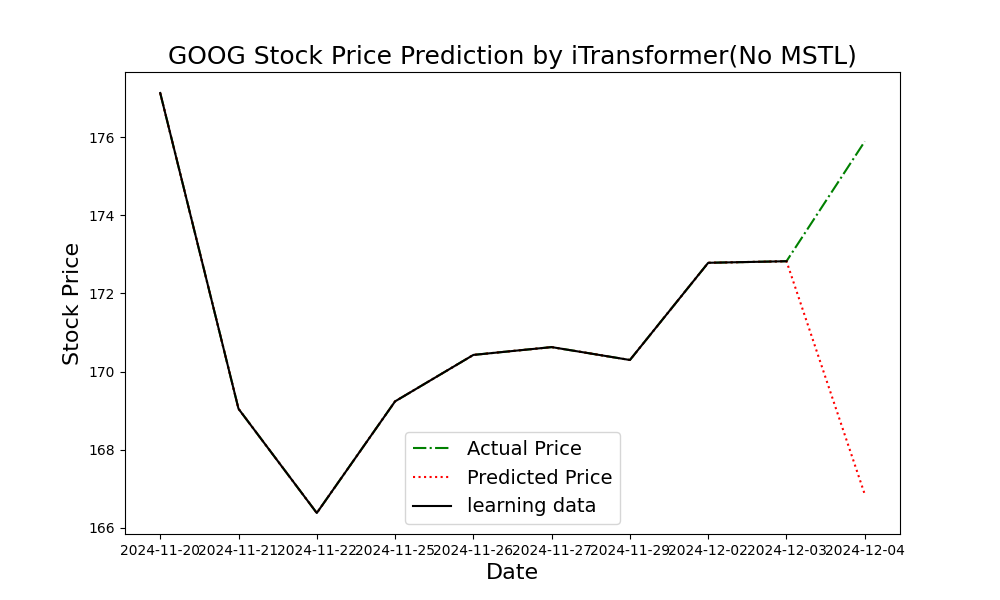 GOOG Stock Price Prediction by iTransformer(No MSTL)
Stock Price
176
174
172
170
168
166
Actual Price
Predicted Price
learning data
2024-11-20 2024-11-21 2024-11-22 2024-11-25 2024-11-26 2024-11-27 2024-11-29 2024-12-02 2024-12-03 2024-12-04
Date